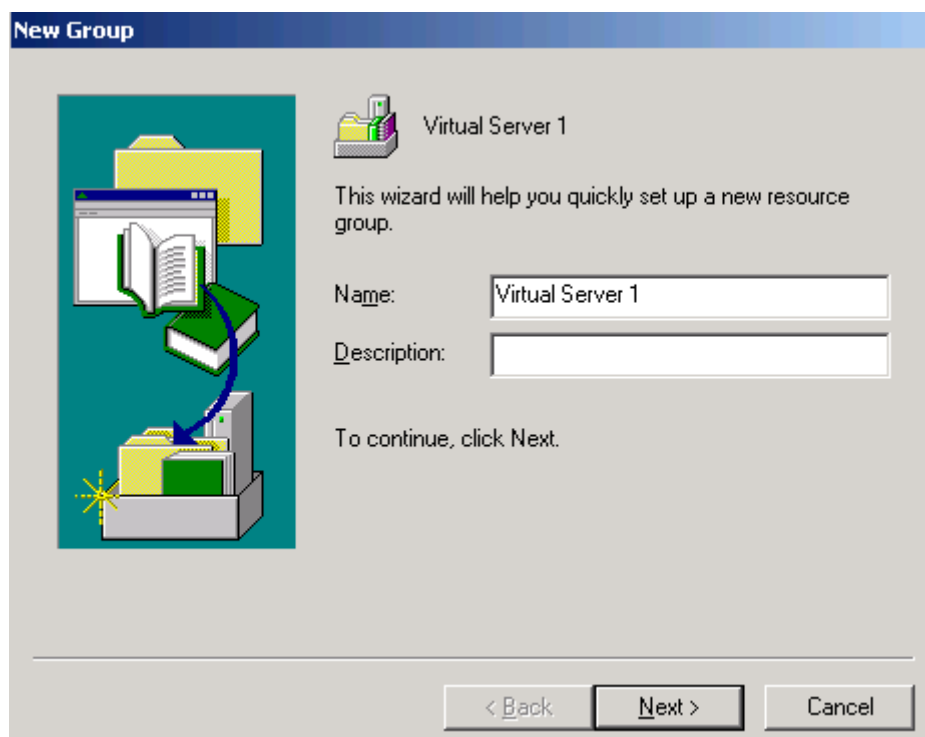 New Group
Virtual Server 1
This wizard will help you quickly set up a new resource
group.
Name: Virtual Server 1
Description:
To continue, click Next.
< Back Next > Cancel